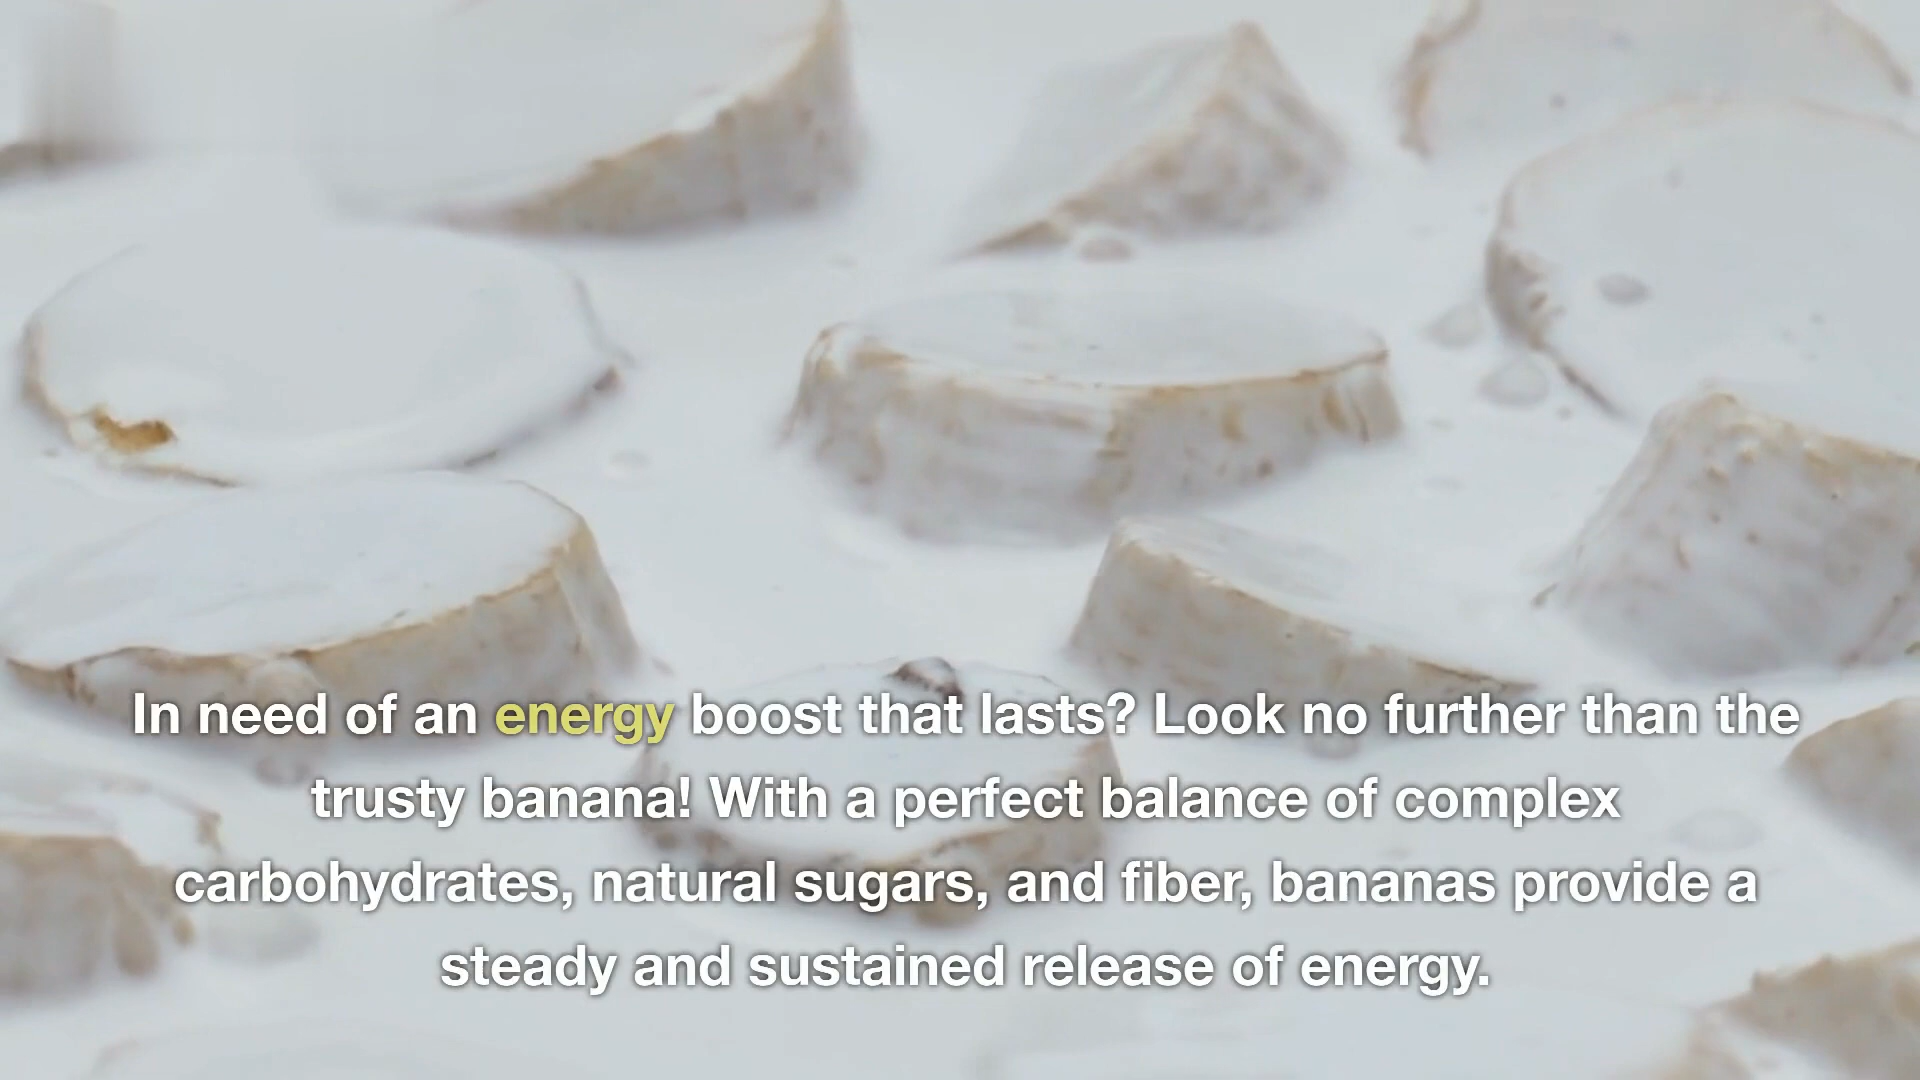 In need of an energy boost that lasts? Look no further than the
trusty banana! With a perfect balance of complex
carbohydrates, natural sugars, and fiber, bananas provide a
steady and sustained release of energy.